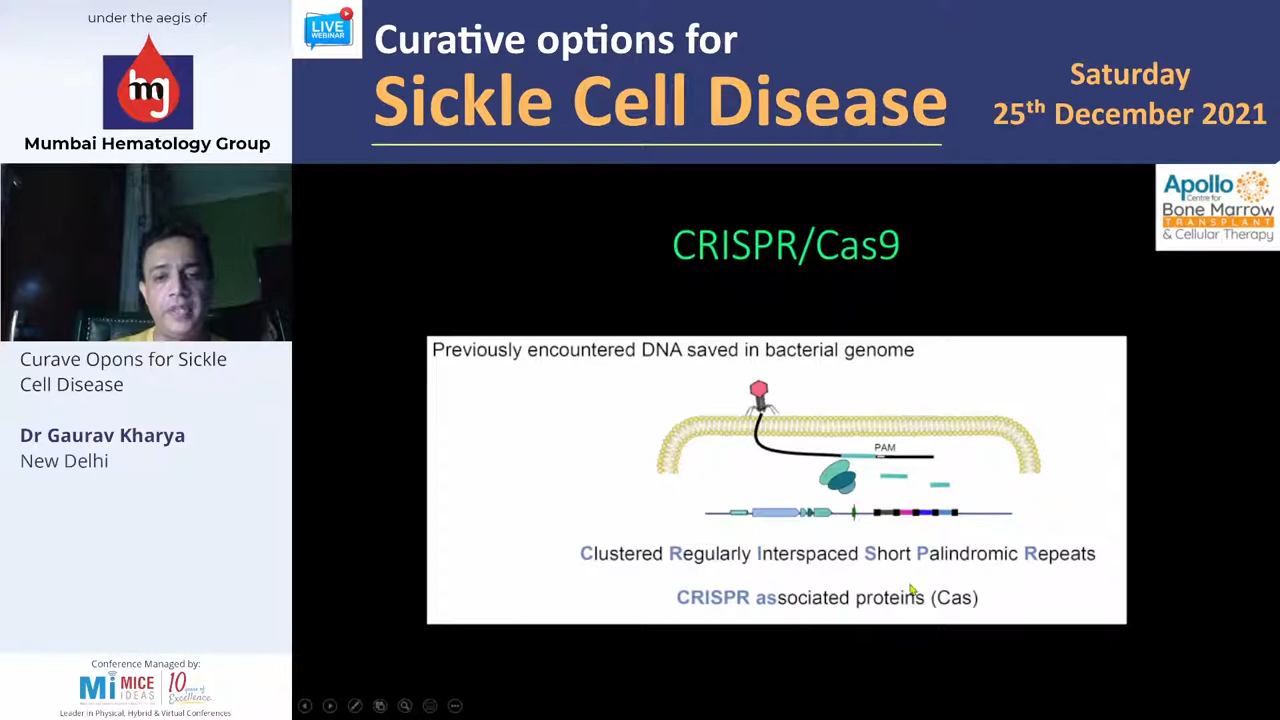 under the aegis of
mg
Mumbai Hematology Group
LIVE
WEBINAR
Curative options for
Sickle Cell Disease
Saturday
25th December 2021
Apollo
Centre for
Bone Marrow
TRANSPLANT
& Cellular Therapy
CRISPR/Cas9
Previously encountered DNA saved in bacterial genome
PAM
Clustered Regularly Interspaced Short Palindromic Repeats
CRISPR associated proteins (Cas)
Curave Opons for Sickle
Cell Disease
Dr Gaurav Kharya
New Delhi
Conference Managed by:
Mi MICE
IDEAS
10 years of
Excellence
Leader in Physical, Hybrid & Virtual Conferences